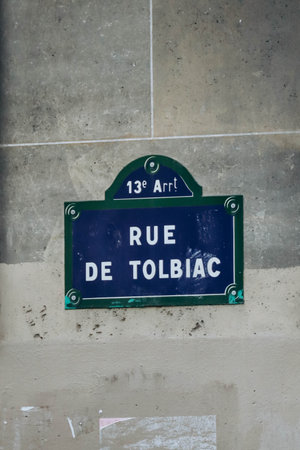 13e Arrt
RUE
DE TOLBIAC